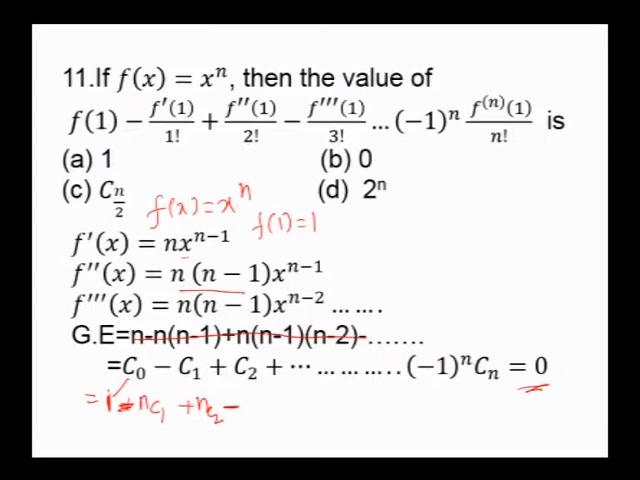 11.If f(x) = xⁿ, then the value of
f(1) − f′(1)/1! + f″(1)/2! − f‴(1)/3! … (−1)ⁿ f⁽ⁿ⁾(1)/n! is
(a) 1 (b) 0
(c) C_{n/2} (d) 2ⁿ
f(x)=xⁿ
f(1)=1
f′(x) = nxⁿ⁻¹
f″(x) = n (n − 1)xⁿ⁻¹
f‴(x) = n(n − 1)xⁿ⁻² … ….
G.E=n-n(n-1)+n(n-1)(n-2)-…….
=C₀ − C₁ + C₂ + ⋯ … … … . . (−1)ⁿCₙ = 0
= 1 - nC₁ + nC₂ −